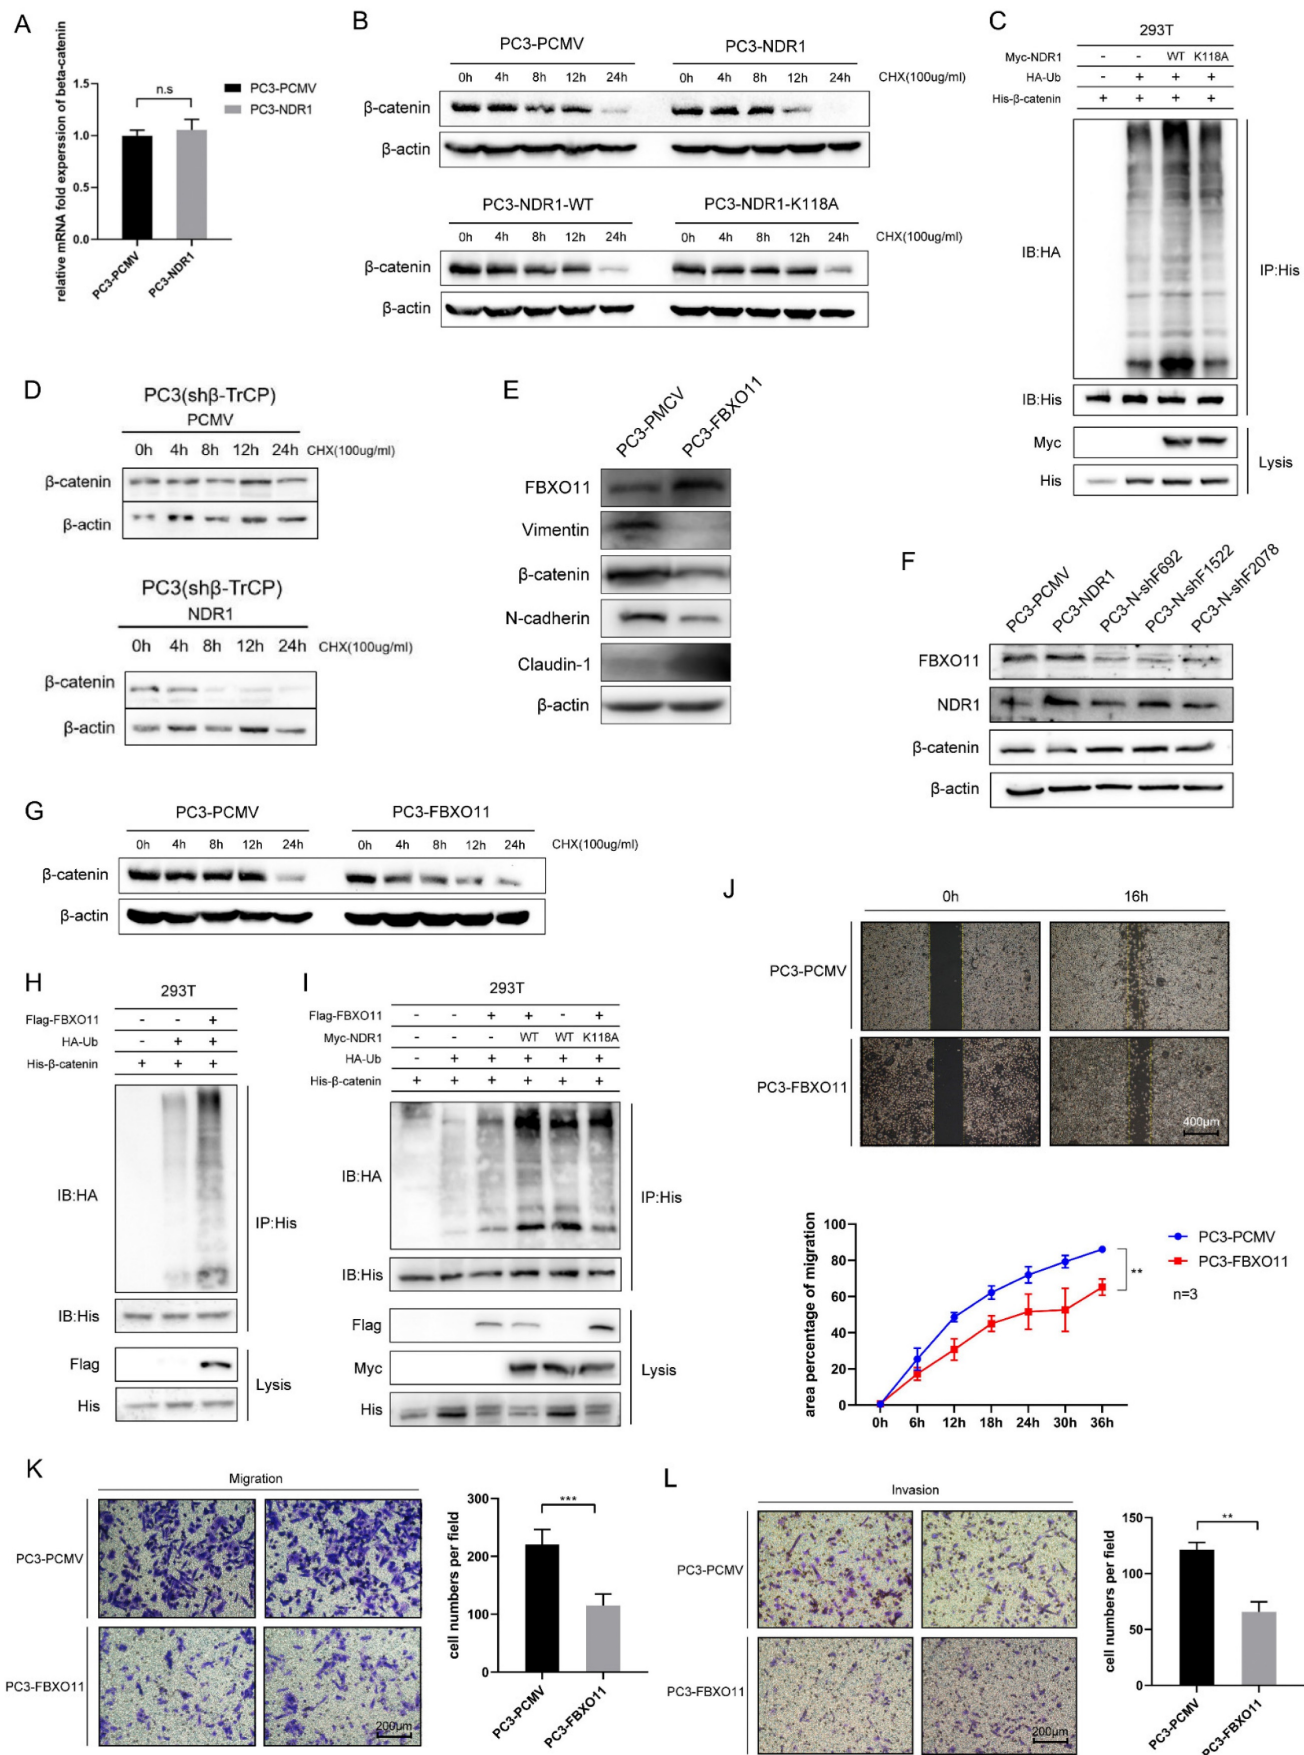 A
relative mRNA fold experssion of beta-catenin
1.5
1.0
0.5
0.0
n.s
PC3-PCMV
PC3-NDR1
PC3-PCMV
PC3-NDR1
B
PC3-PCMV
PC3-NDR1
0h 4h 8h 12h 24h 0h 4h 8h 12h 24h CHX(100ug/ml)
β-catenin
β-actin
PC3-NDR1-WT
PC3-NDR1-K118A
0h 4h 8h 12h 24h 0h 4h 8h 12h 24h CHX(100ug/ml)
β-catenin
β-actin
C
293T
Myc-NDR1 - - WT K118A
HA-Ub - + + +
His-β-catenin + + + +
IB:HA
IP:His
IB:His
Myc
Lysis
His
D
PC3(shβ-TrCP)
PCMV
0h 4h 8h 12h 24h CHX(100ug/ml)
β-catenin
β-actin
PC3(shβ-TrCP)
NDR1
0h 4h 8h 12h 24h CHX(100ug/ml)
β-catenin
β-actin
E
PC3-PMCV
PC3-FBXO11
FBXO11
Vimentin
β-catenin
N-cadherin
Claudin-1
β-actin
F
PC3-PCMV
PC3-NDR1
PC3-N-shF692
PC3-N-shF1522
PC3-N-shF2078
FBXO11
NDR1
β-catenin
β-actin
G
PC3-PCMV
PC3-FBXO11
0h 4h 8h 12h 24h 0h 4h 8h 12h 24h CHX(100ug/ml)
β-catenin
β-actin
H
293T
Flag-FBXO11 - - +
HA-Ub - + +
His-β-catenin + + +
IB:HA
IP:His
IB:His
Flag
Lysis
His
I
293T
Flag-FBXO11 - - + + - +
Myc-NDR1 - - - WT WT K118A
HA-Ub - + + + + +
His-β-catenin + + + + + +
IB:HA
IP:His
IB:His
Flag
Myc
Lysis
His
J
0h
16h
PC3-PCMV
PC3-FBXO11
400μm
area percentage of migration
100
80
60
40
20
0
0h 6h 12h 18h 24h 30h 36h
PC3-PCMV
PC3-FBXO11
**
n=3
K
Migration
PC3-PCMV
PC3-FBXO11
200μm
cell numbers per field
300
200
100
0
***
PC3-PCMV
PC3-FBXO11
L
Invasion
PC3-PCMV
PC3-FBXO11
200μm
cell numbers per field
150
100
50
0
**
PC3-PCMV
PC3-FBXO11